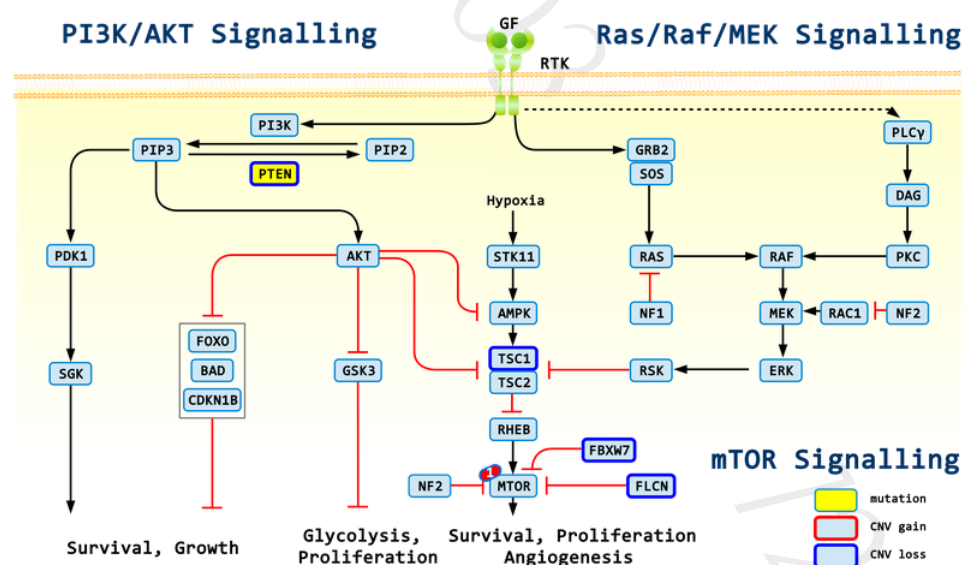 PI3K/AKT Signalling
GF
Ras/Raf/MEK Signalling
RTK
PI3K
PLCγ
PIP3
PIP2
GRB2
PTEN
SOS
DAG
Hypoxia
PDK1
AKT
STK11
RAS
RAF
PKC
AMPK
NF1
MEK
RAC1
NF2
FOXO
TSC1
BAD
SGK
GSK3
TSC2
RSK
ERK
CDKN1B
RHEB
FBXW7
mTOR Signalling
NF2
MTOR
FLCN
mutation
CNV gain
CNV loss
Survival, Growth
Glycolysis,
Proliferation
Survival, Proliferation
Angiogenesis